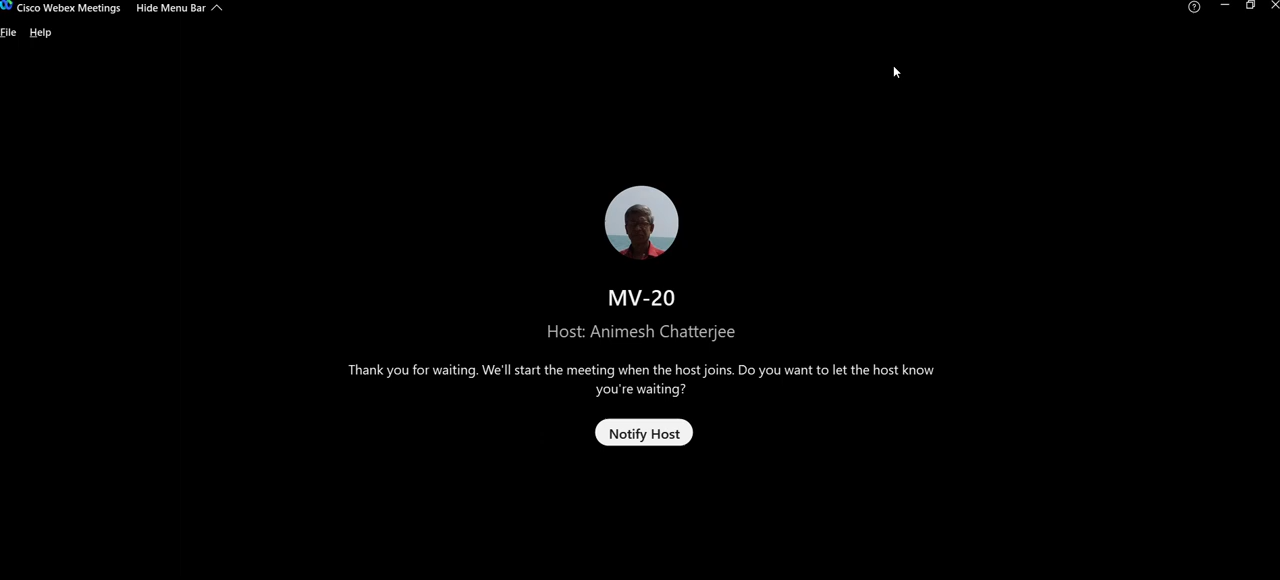 Cisco Webex Meetings Hide Menu Bar
File Help
MV-20
Host: Animesh Chatterjee
Thank you for waiting. We'll start the meeting when the host joins. Do you want to let the host know
you're waiting?
Notify Host